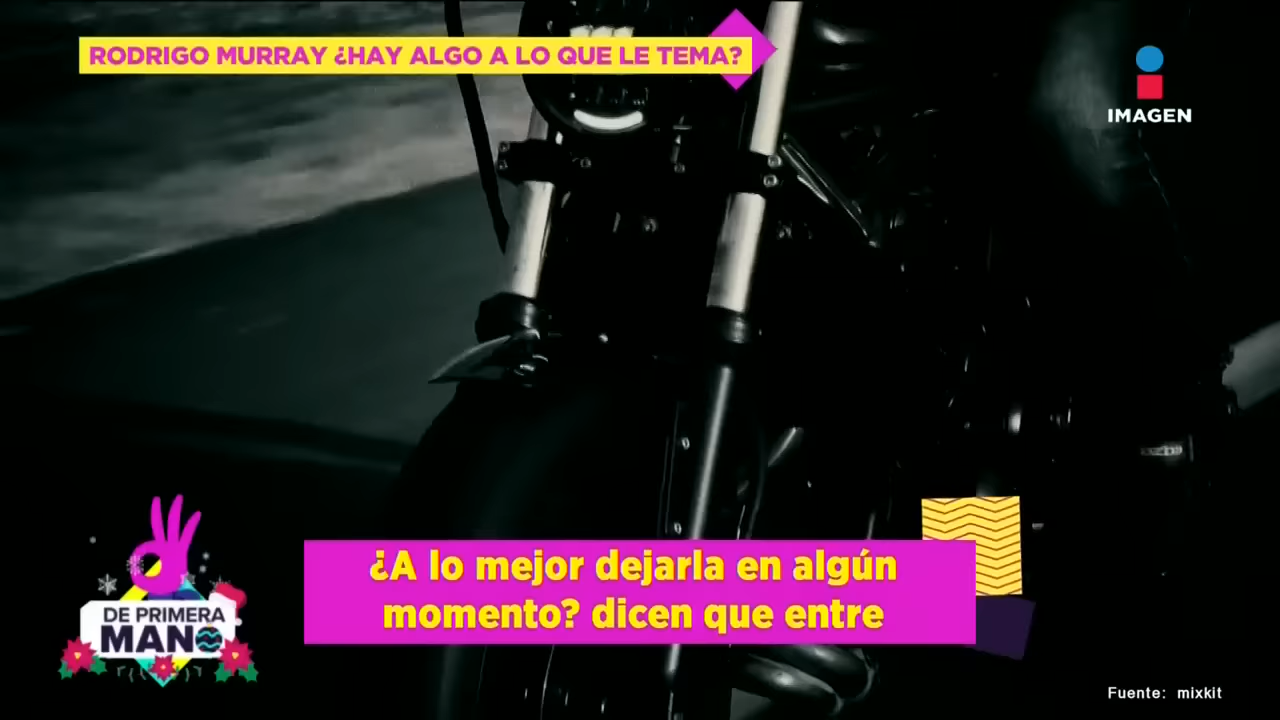 RODRIGO MURRAY ¿HAY ALGO A LO QUE LE TEMA?
IMAGEN
¿A lo mejor dejarla en algún
momento? dicen que entre
DE PRIMERA
MANO
Fuente: mixkit